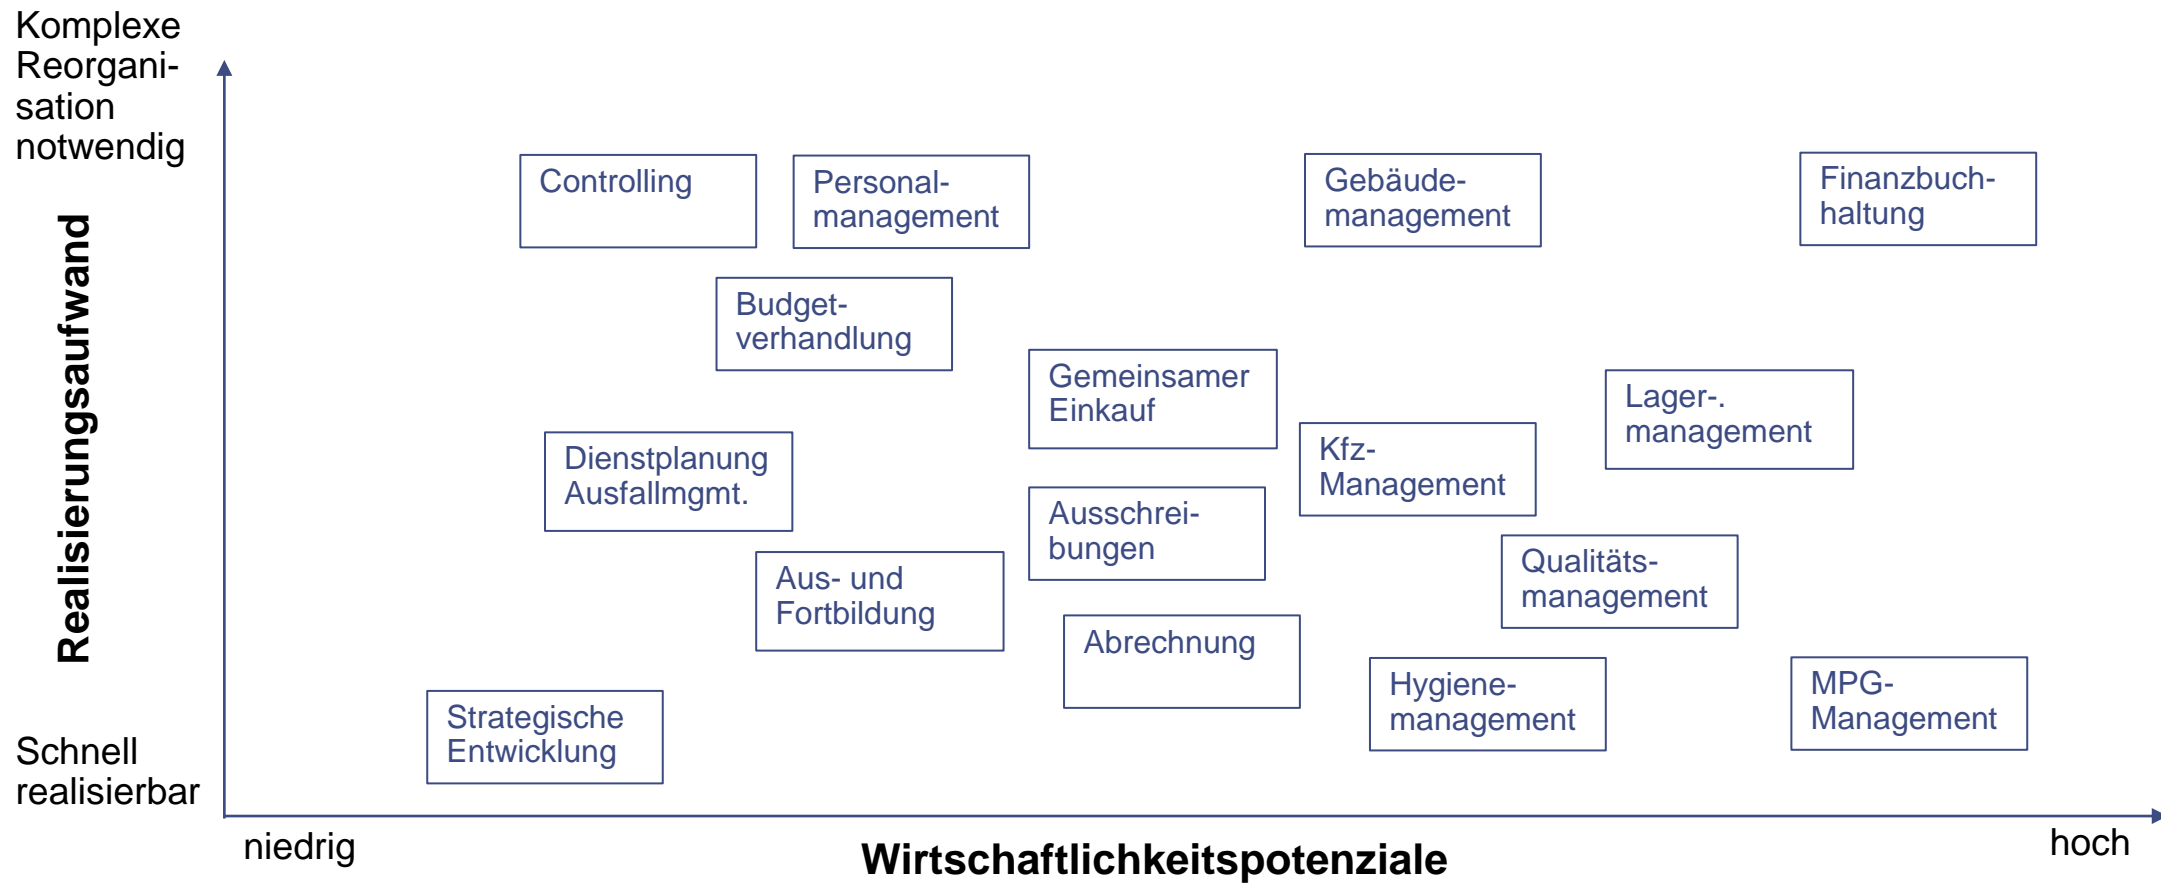 Komplexe
Reorgani-
sation
notwendig
Realisierungsaufwand
Schnell
realisierbar
Controlling
Personal-
management
Gebäude-
management
Finanzbuch-
haltung
Budget-
verhandlung
Gemeinsamer
Einkauf
Lager-.
management
Kfz-
Management
Dienstplanung
Ausfallmgmt.
Ausschrei-
bungen
Qualitäts-
management
Aus- und
Fortbildung
Abrechnung
Hygiene-
management
MPG-
Management
Strategische
Entwicklung
niedrig
Wirtschaftlichkeitspotenziale
hoch